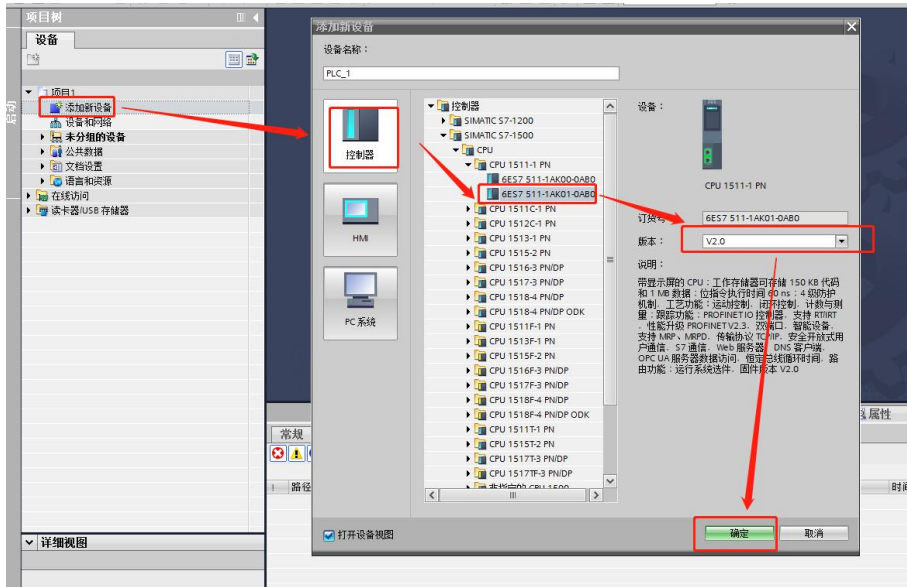 项目树
设备
项目1
添加新设备
设备和网络
未分组的设备
公共数据
文档设置
语言和资源
在线访问
读卡器/USB 存储器
详细视图
常规
路径
属性
时间
添加新设备
设备名称：
PLC_1
控制器
HMI
PC 系统
控制器
SIMATIC S7-1200
SIMATIC S7-1500
CPU
CPU 1511-1 PN
6ES7 511-1AK00-0AB0
6ES7 511-1AK01-0AB0
CPU 1511C-1 PN
CPU 1512C-1 PN
CPU 1513-1 PN
CPU 1515-2 PN
CPU 1516-3 PN/DP
CPU 1517-3 PN/DP
CPU 1518-4 PN/DP
CPU 1518-4 PN/DP ODK
CPU 1511F-1 PN
CPU 1513F-1 PN
CPU 1515F-2 PN
CPU 1516F-3 PN/DP
CPU 1517F-3 PN/DP
CPU 1518F-4 PN/DP
CPU 1518F-4 PN/DP ODK
CPU 1511T-1 PN
CPU 1515T-2 PN
CPU 1517T-3 PN/DP
CPU 1517TF-3 PN/DP
非指定的 CPU 1500
设备：
CPU 1511-1 PN
订货号
6ES7 511-1AK01-0AB0
版本：
V2.0
说明：
带显示屏的 CPU：工作存储器可存储 150 KB 代码
和 1 MB 数据；位指令执行时间 60 ns；4 级防护
机制，工艺功能：运动控制，闭环控制，计数与测
量；跟踪功能；PROFINET IO 控制器，支持 RT/IRT
，性能升级 PROFINET V2.3，双端口，智能设备，
支持 MRP、MRPD，传输协议 TCP/IP，安全开放式用
户通信，S7 通信，Web 服务器，DNS 客户端，
OPC UA 服务器数据访问，恒定总线循环时间，路
由功能；运行系统选件，固件版本 V2.0
打开设备视图
确定
取消